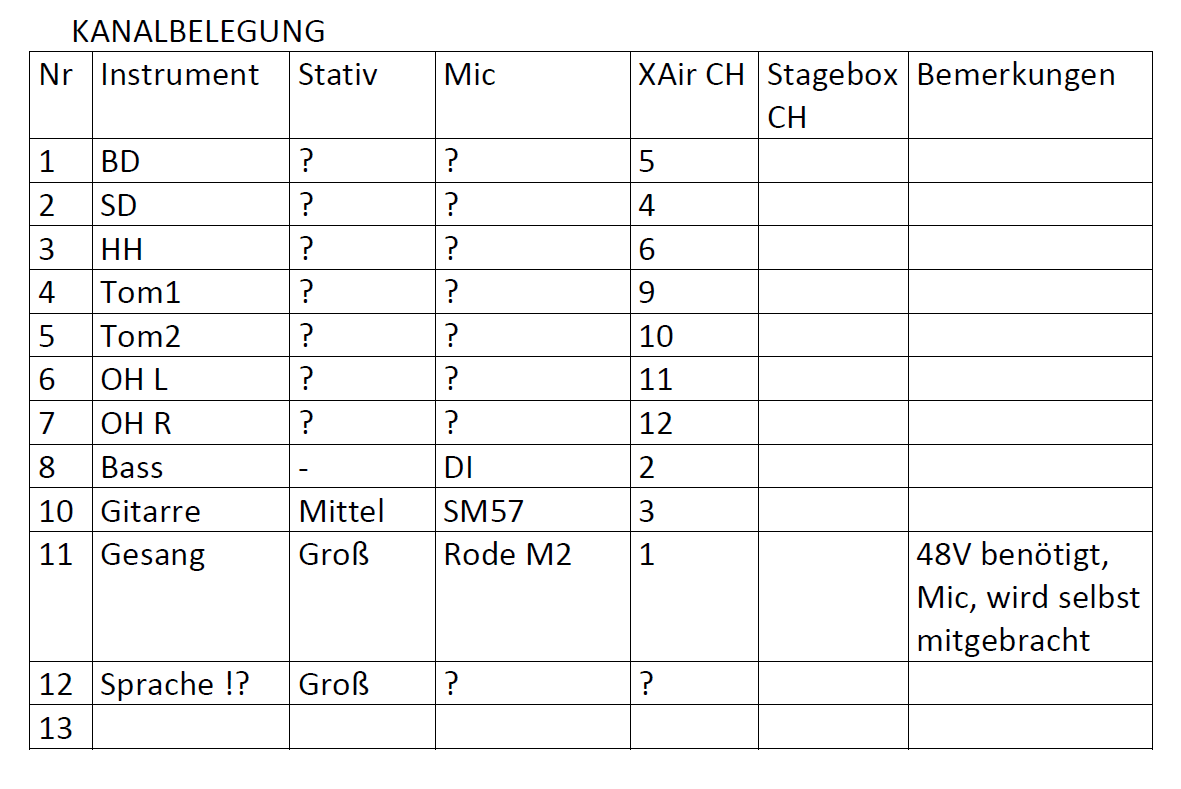 KANALBELEGUNG
Nr Instrument Stativ Mic XAir CH Stagebox Bemerkungen
CH
1 BD ? ? 5
2 SD ? ? 4
3 HH ? ? 6
4 Tom1 ? ? 9
5 Tom2 ? ? 10
6 OH L ? ? 11
7 OH R ? ? 12
8 Bass - DI 2
10 Gitarre Mittel SM57 3
11 Gesang Groß Rode M2 1 48V benötigt,
Mic, wird selbst
mitgebracht
12 Sprache !? Groß ? ?
13